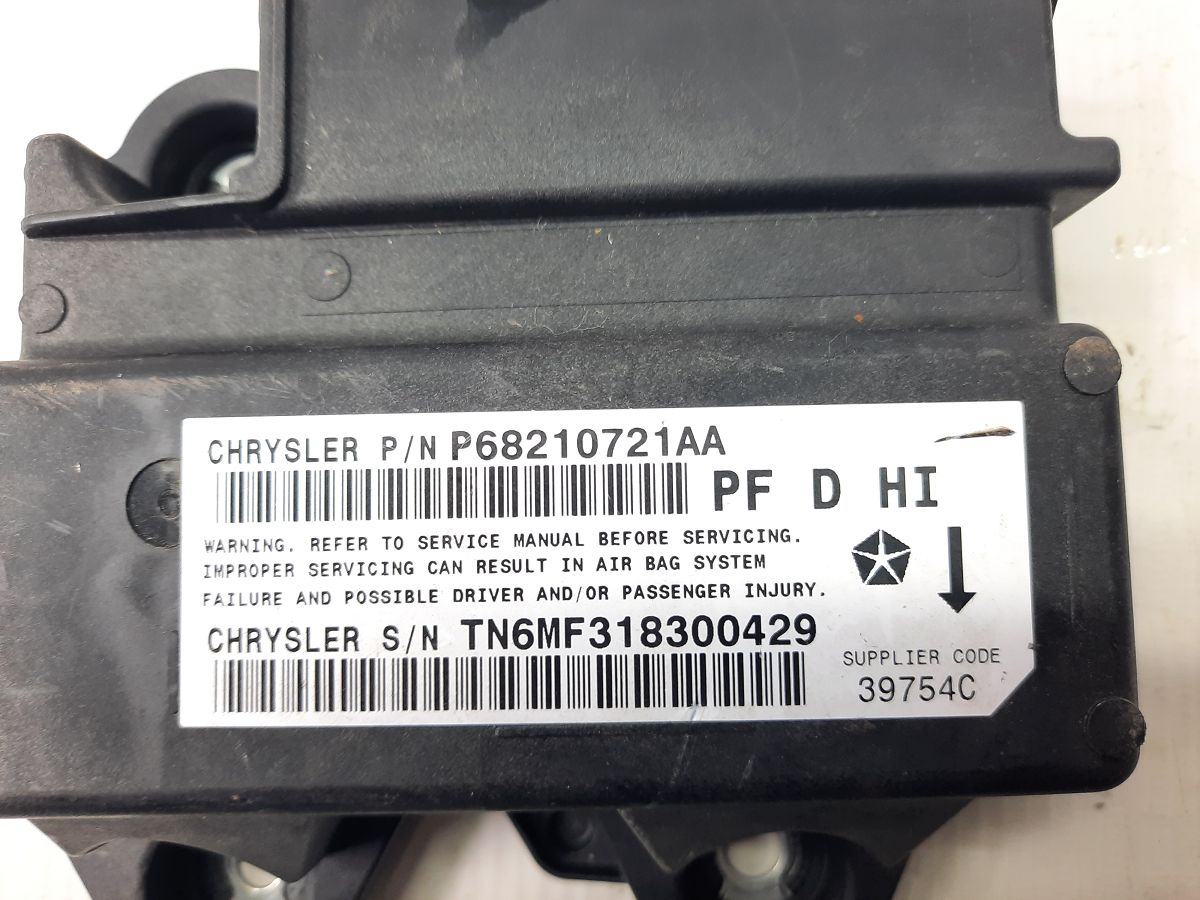 CHRYSLER P/N P68210721AA
PF D HI
WARNING. REFER TO SERVICE MANUAL BEFORE SERVICING.
IMPROPER SERVICING CAN RESULT IN AIR BAG SYSTEM
FAILURE AND POSSIBLE DRIVER AND/OR PASSENGER INJURY.
CHRYSLER S/N TN6MF318300429
SUPPLIER CODE
39754C